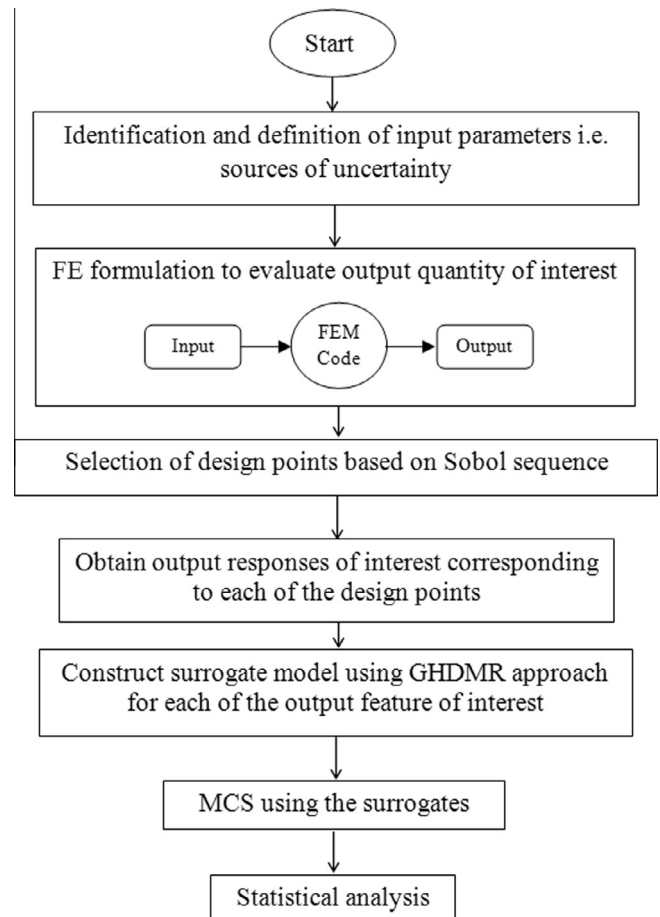 Start
Identification and definition of input parameters i.e.
sources of uncertainty
FE formulation to evaluate output quantity of interest
Input
FEM
Code
Output
Selection of design points based on Sobol sequence
Obtain output responses of interest corresponding
to each of the design points
Construct surrogate model using GHDMR approach
for each of the output feature of interest
MCS using the surrogates
Statistical analysis